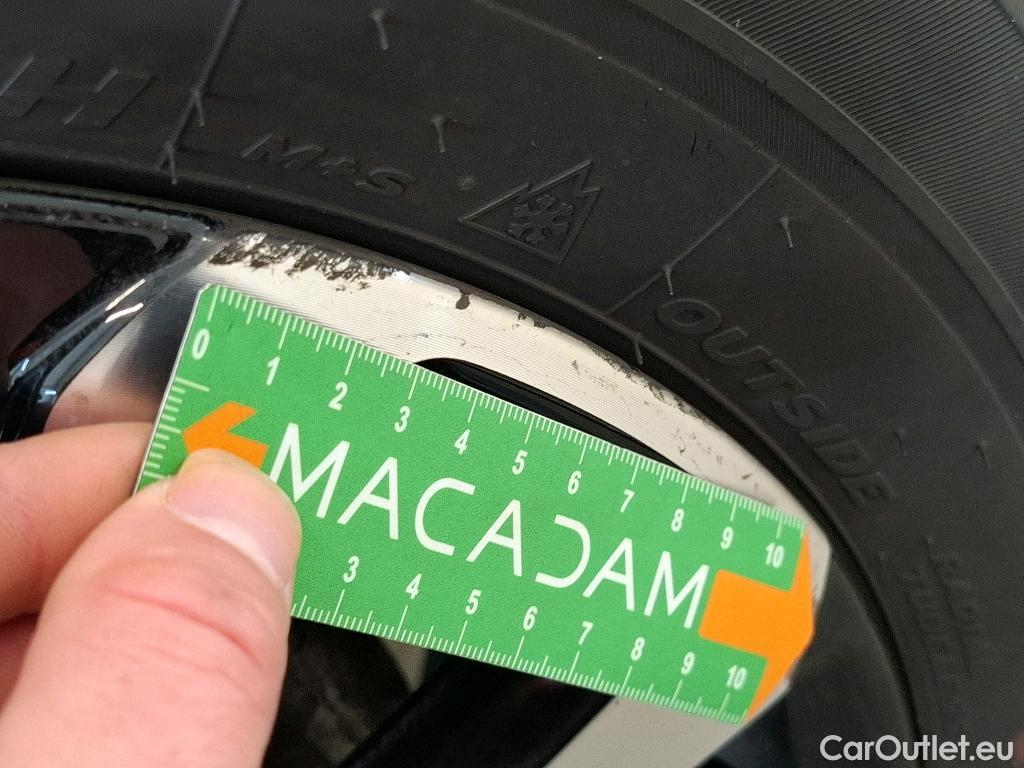 H
M+S
OUTSIDE
0 1 2 3 4 5 6 7 8 9 10
MACADAM
3 4 5 6 7 8 9 10
CarOutlet.eu